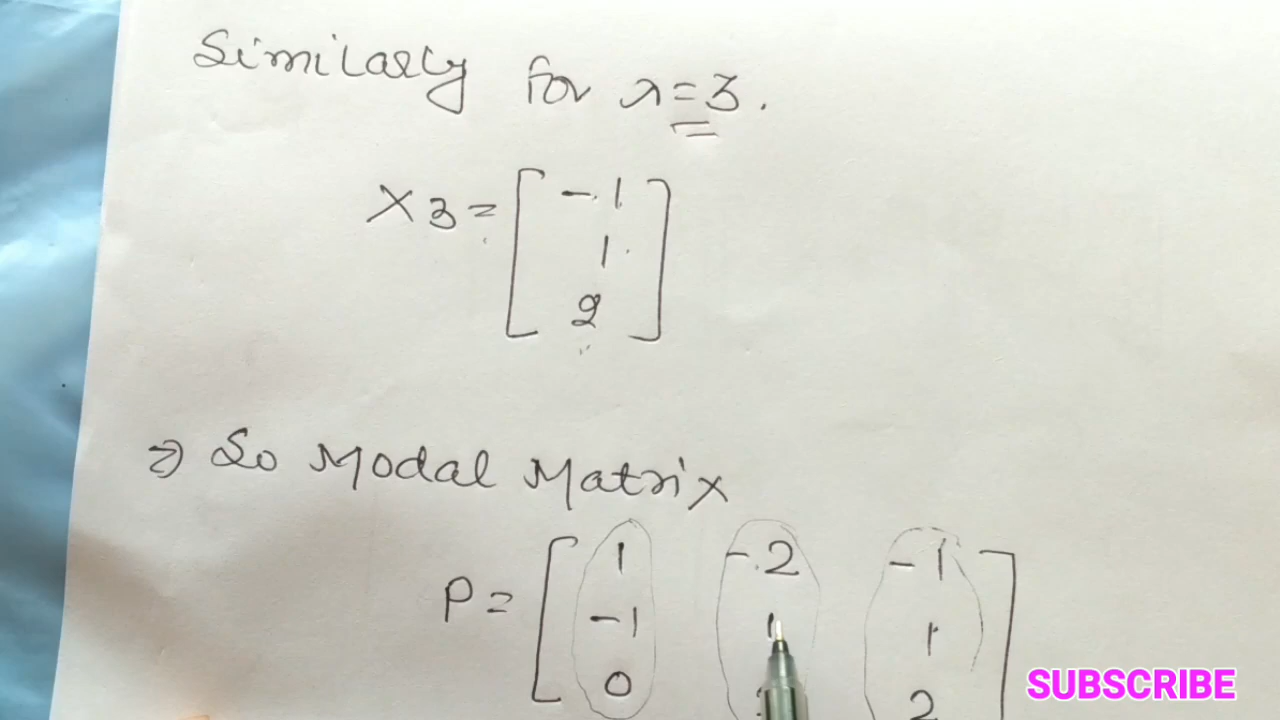 Similarly for λ=3.
X3= [ -1
1
2 ]
⇒ So Modal Matrix
P= [ 1 -2 -1
-1 1 1
0 2 ]
SUBSCRIBE